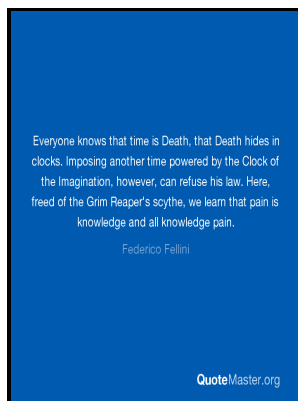 Everyone knows that time is Death, that Death hides in
clocks. Imposing another time powered by the Clock of
the Imagination, however, can refuse his law. Here,
freed of the Grim Reaper's scythe, we learn that pain is
knowledge and all knowledge pain.
Federico Fellini
QuoteMaster.org